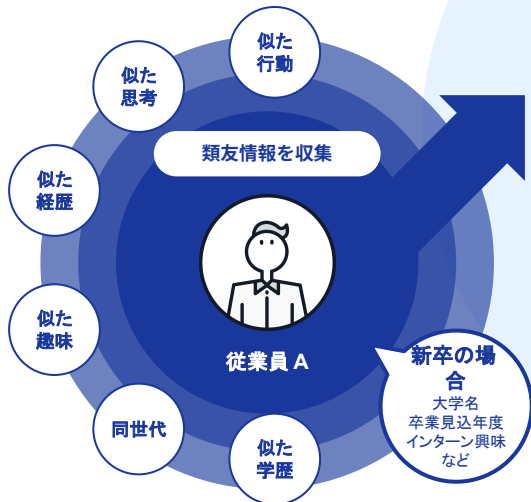 似た
行動
似た
思考
類友情報を収集
似た
経歴
似た
趣味
従業員 A
新卒の場
合
大学名
卒業見込年度
インターン興味
など
同世代
似た
学歴